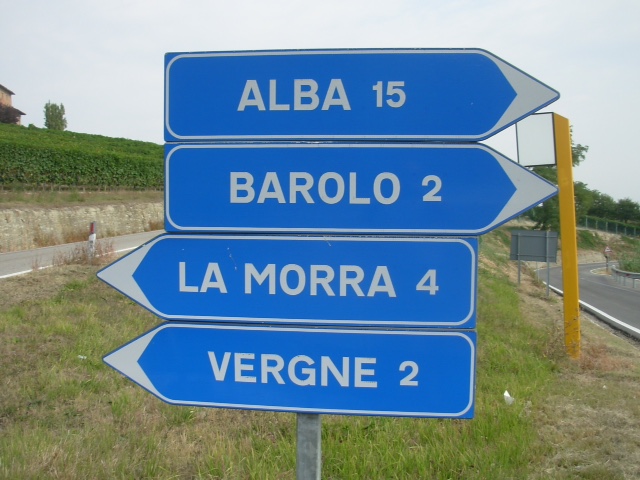 ALBA 15
BAROLO 2
LA MORRA 4
VERGNE 2